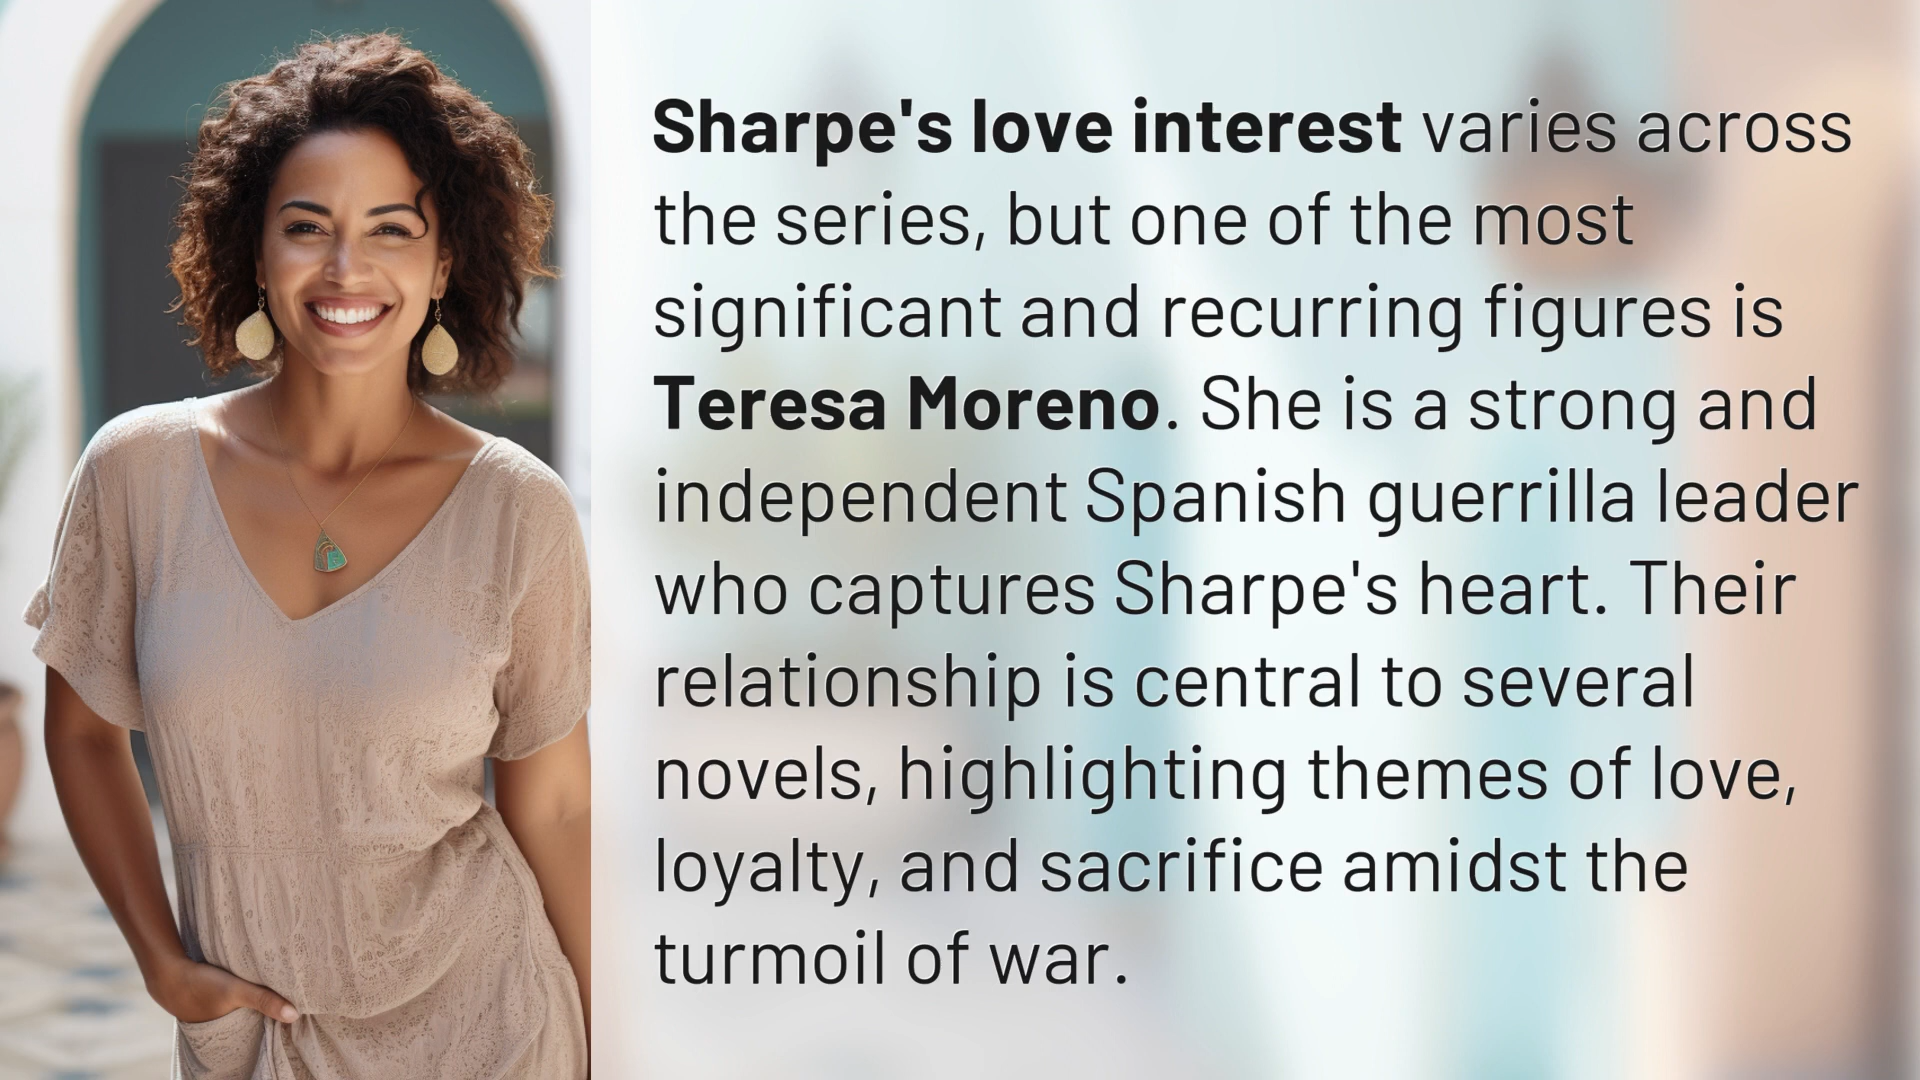 Sharpe's love interest varies across
the series, but one of the most
significant and recurring figures is
Teresa Moreno. She is a strong and
independent Spanish guerrilla leader
who captures Sharpe's heart. Their
relationship is central to several
novels, highlighting themes of love,
loyalty, and sacrifice amidst the
turmoil of war.